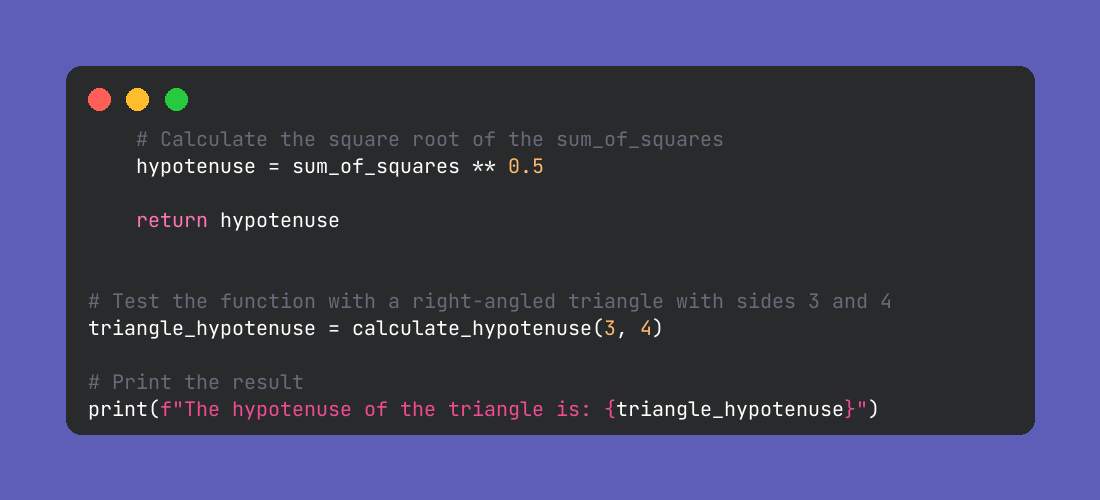 # Calculate the square root of the sum_of_squares
    hypotenuse = sum_of_squares ** 0.5

    return hypotenuse


# Test the function with a right-angled triangle with sides 3 and 4
triangle_hypotenuse = calculate_hypotenuse(3, 4)

# Print the result
print(f"The hypotenuse of the triangle is: {triangle_hypotenuse}")